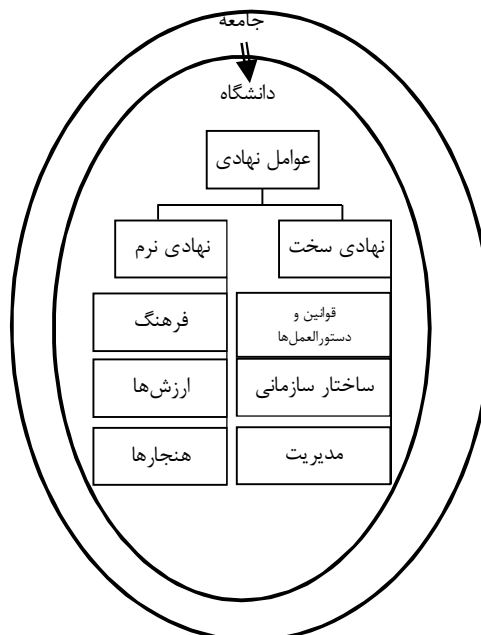 جامعه
دانشگاه
عوامل نهادی
نهادی سخت
نهادی نرم
قوانین و
دستورالعمل‌ها
فرهنگ
ساختار سازمانی
ارزش‌ها
مدیریت
هنجارها